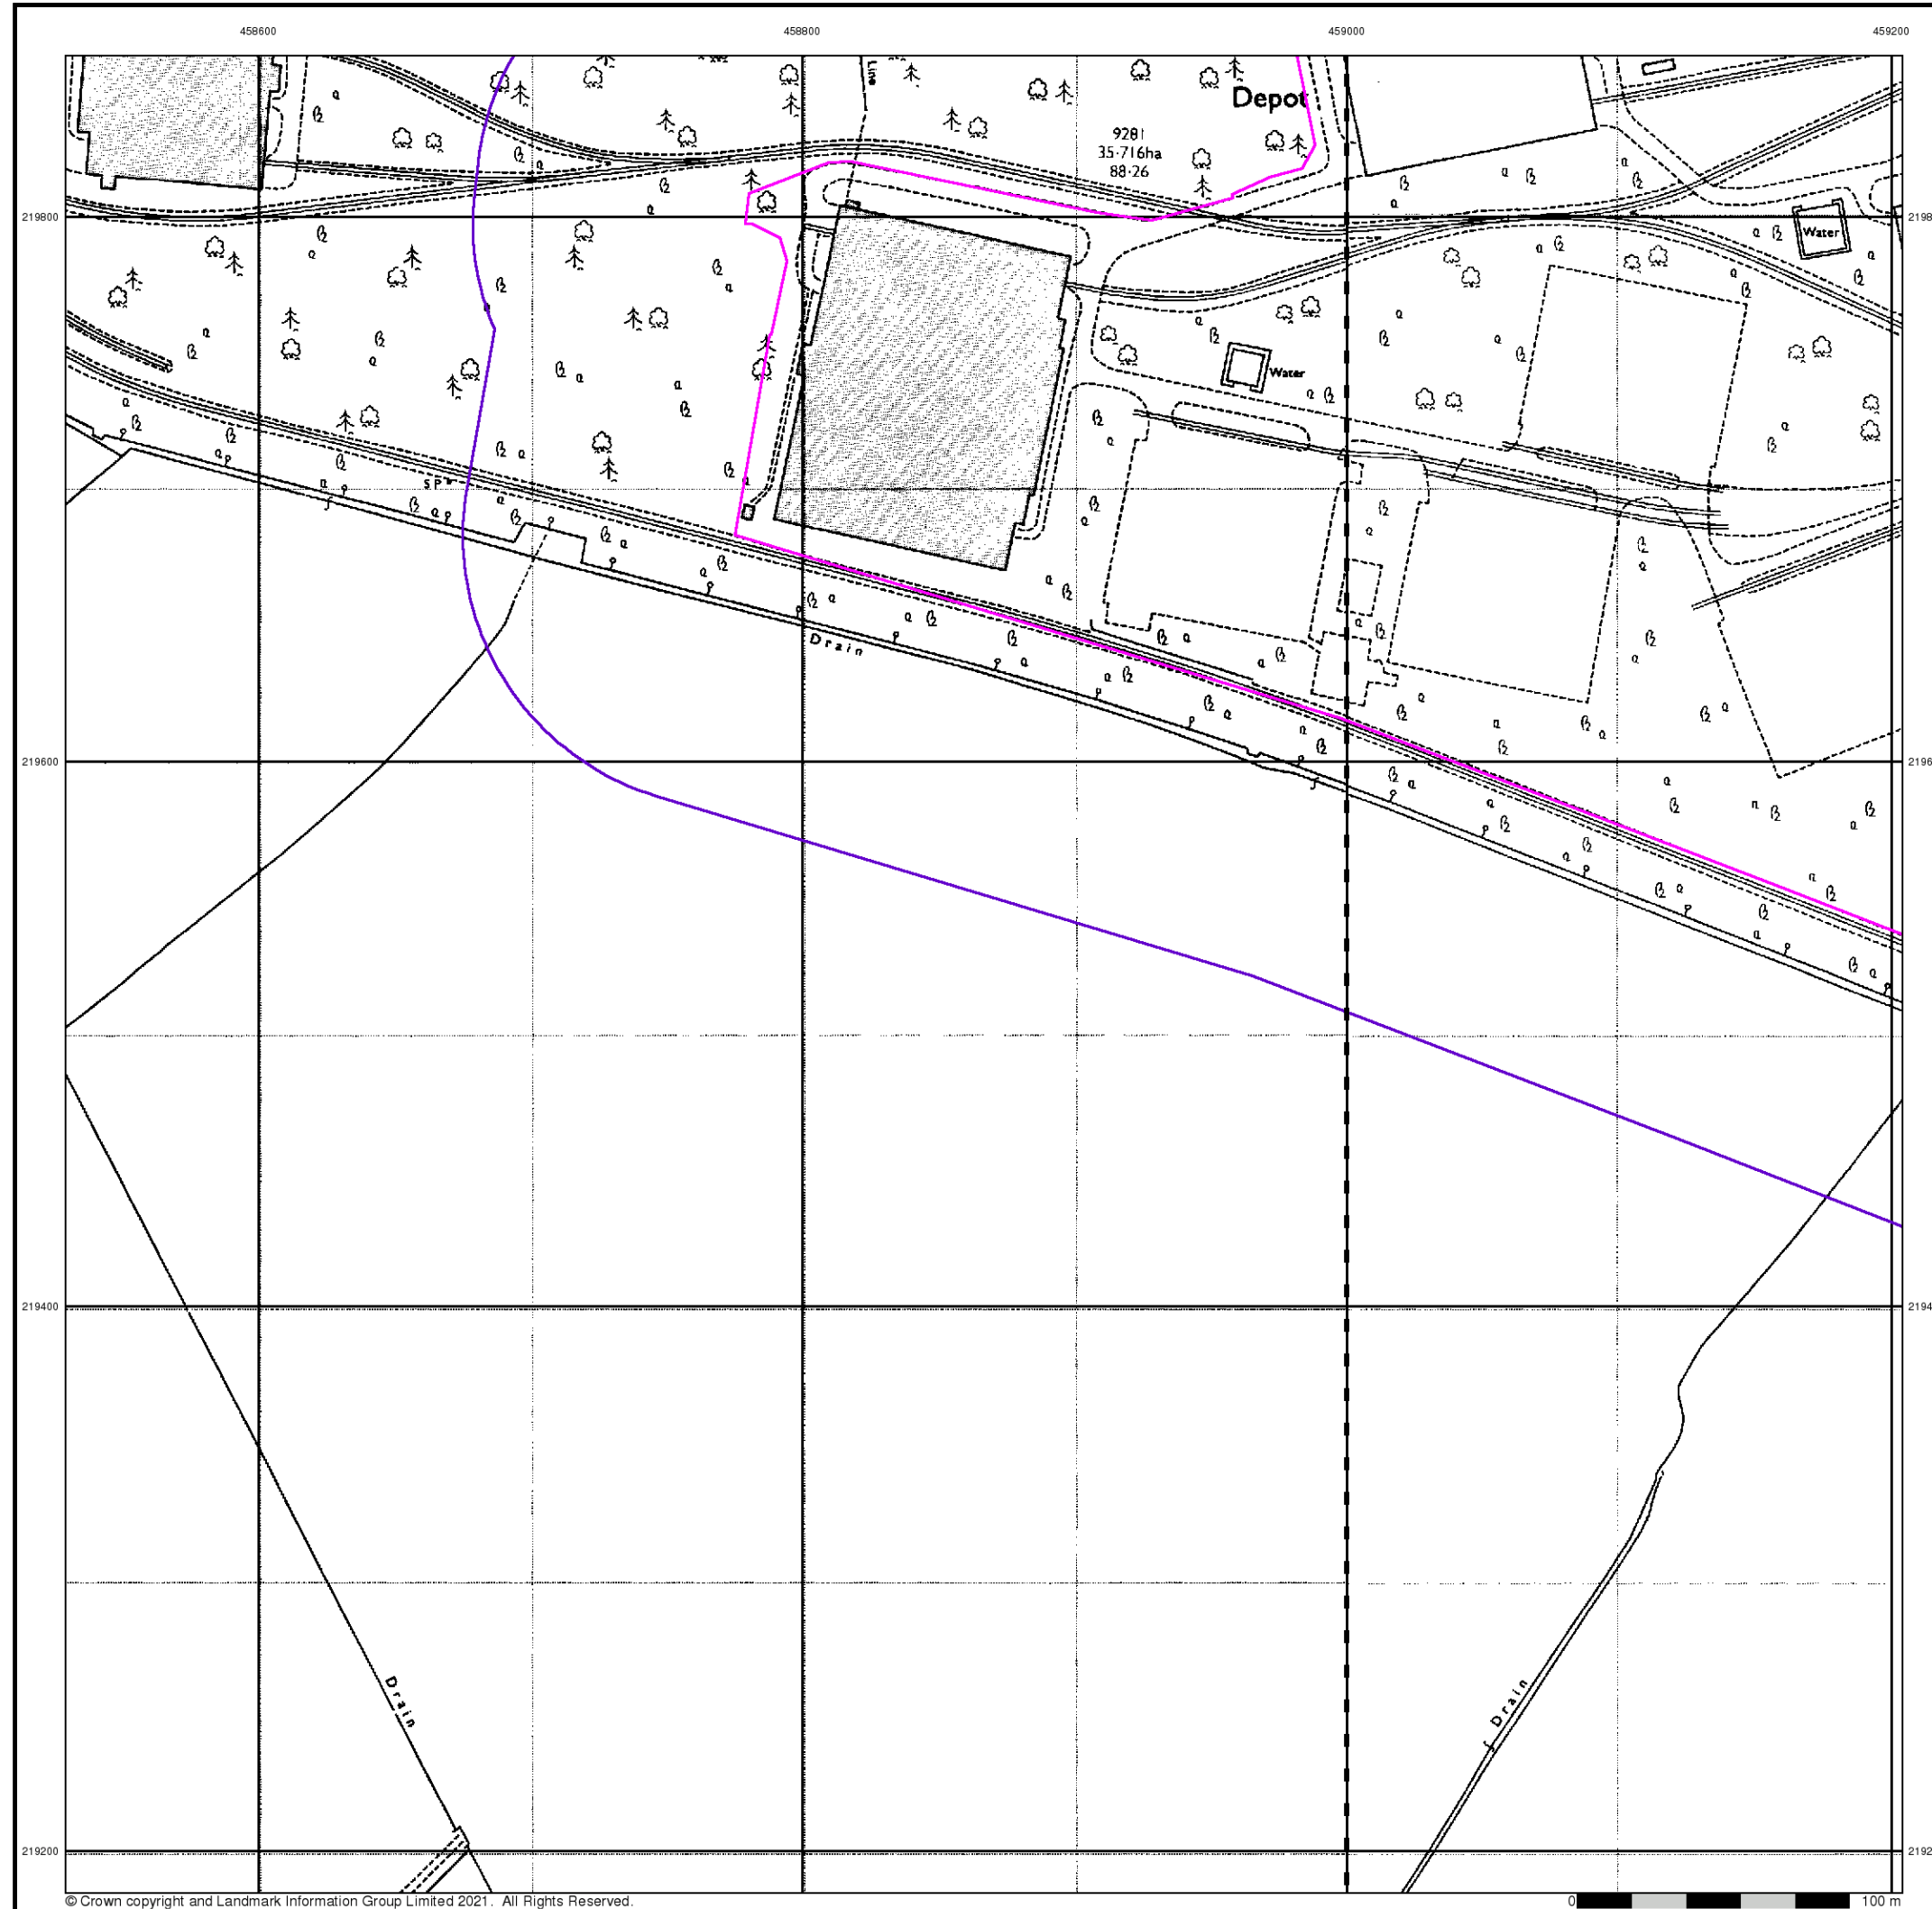 458600 458800 459000 459200
Line
Depot
9281
35·716ha
88·26
219800
Water
Water
SP
Drain
219600
219400
Drain
Drain
219200
© Crown copyright and Landmark Information Group Limited 2021. All Rights Reserved.
0 100 m